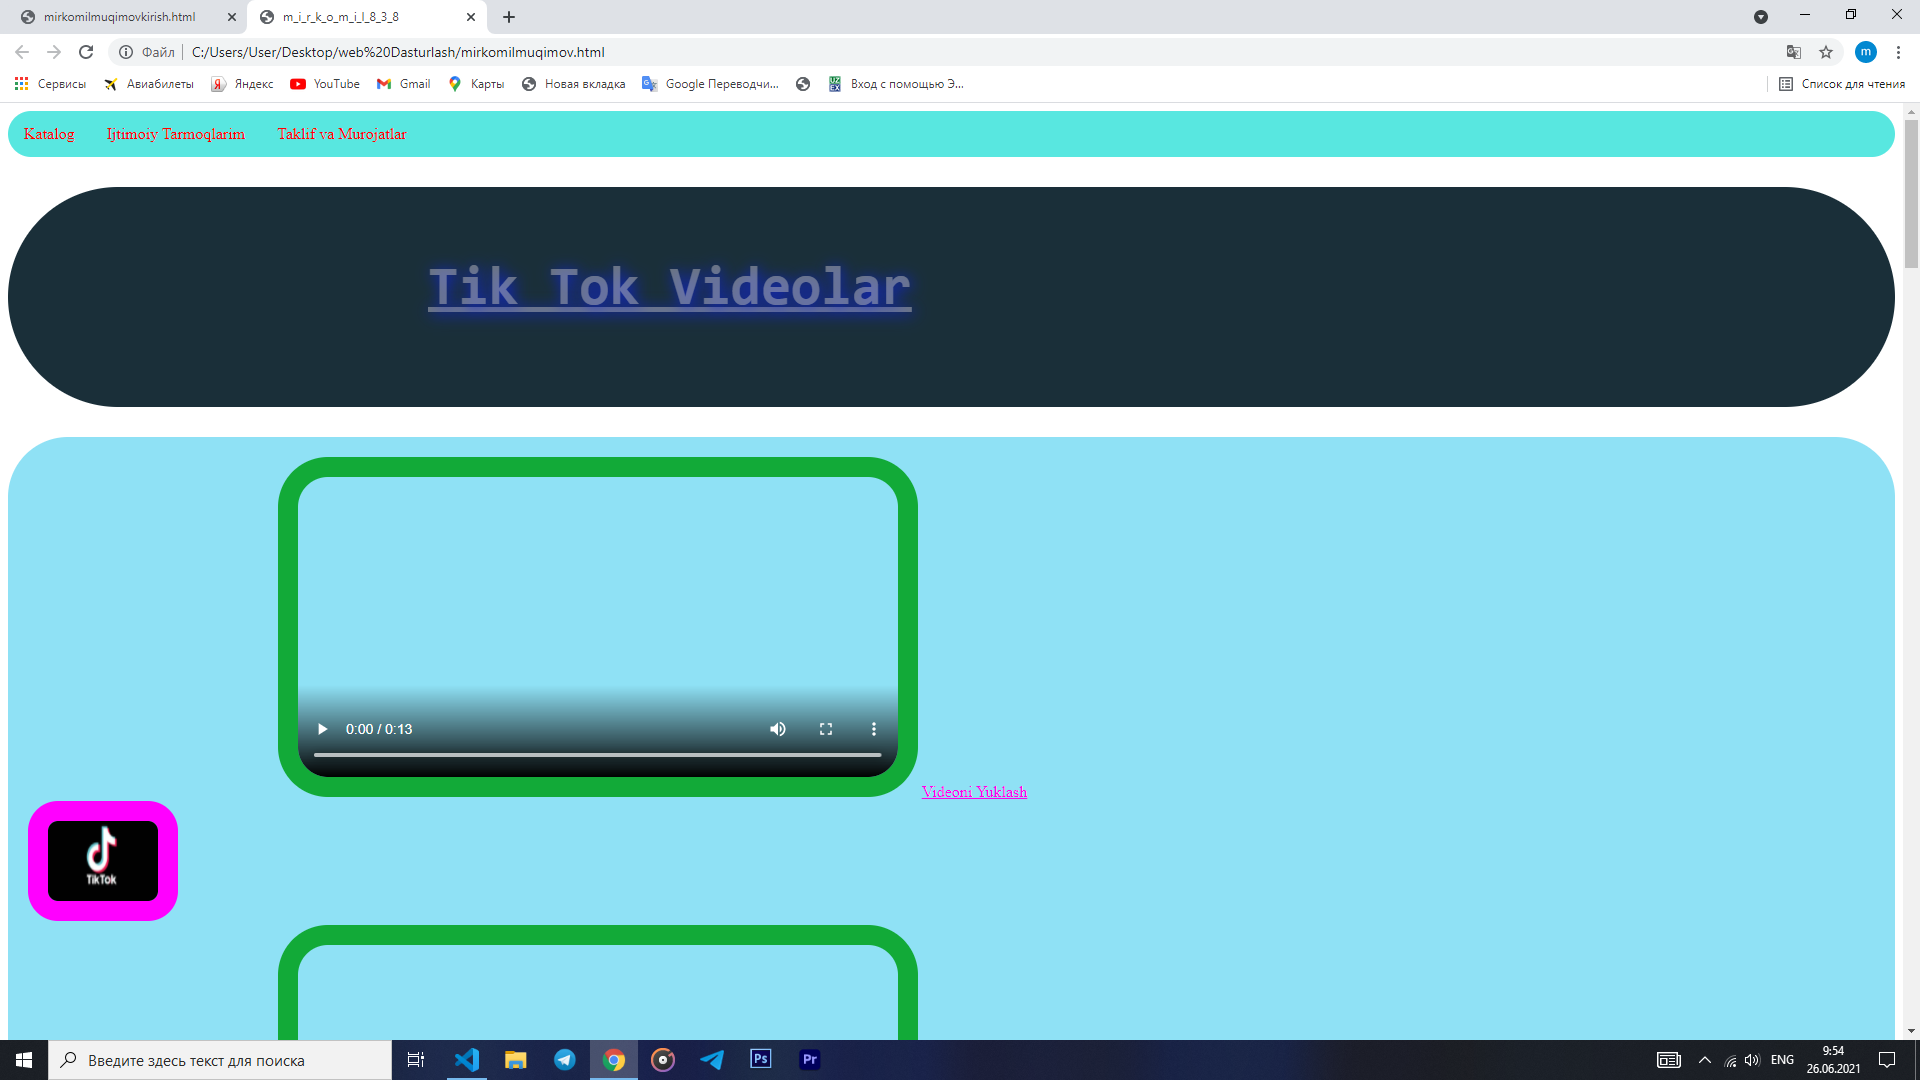 mirkomilmuqimovkirish.html
m_i_r_k_o_m_i_l_8_3_8
Файл
C:/Users/User/Desktop/web%20Dasturlash/mirkomilmuqimov.html
m
Сервисы
Авиабилеты
Яндекс
YouTube
Gmail
Карты
Новая вкладка
Google Переводчи...
Вход с помощью Э...
Список для чтения
Katalog
Ijtimoiy Tarmoqlarim
Taklif va Murojatlar
Tik Tok Videolar
0:00 / 0:13
Videoni Yuklash
TikTok
Введите здесь текст для поиска
Ps
Pr
ENG
9:54
26.06.2021